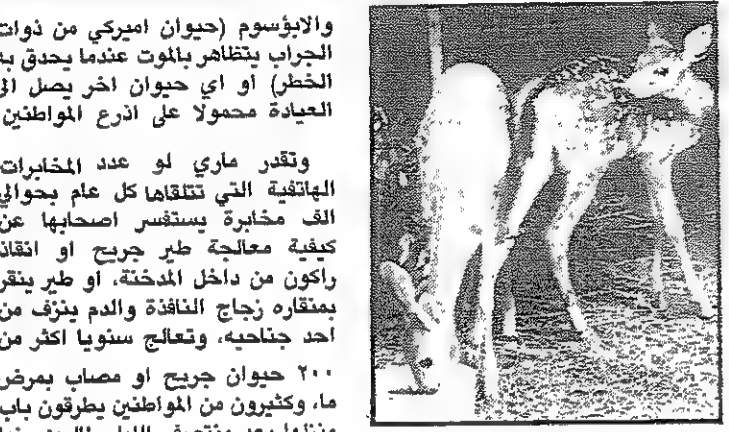 والابؤسوم (حيوان اميركي من ذوات
الجراب يتظاهر بالموت عندما يحدق به
الخطر) او اي حيوان اخر يصل الى
العيادة محمولا على اذرع المواطنين
وتقدر ماري لو عدد المخابرات
الهاتفية التي تتلقاها كل عام بحوالي
الف مخابرة يستفسر اصحابها عن
كيفية معالجة طير جريح او انقاذ
راكون من داخل المدخنة، او طير ينقر
بمنقاره زجاج النافذة والدم ينزف من
احد جناحيه، وتعالج سنويا اكثر من
٢٠٠ حيوان جريح او مصاب بمرض
ما، وكثيرون من المواطنين يطرقون باب